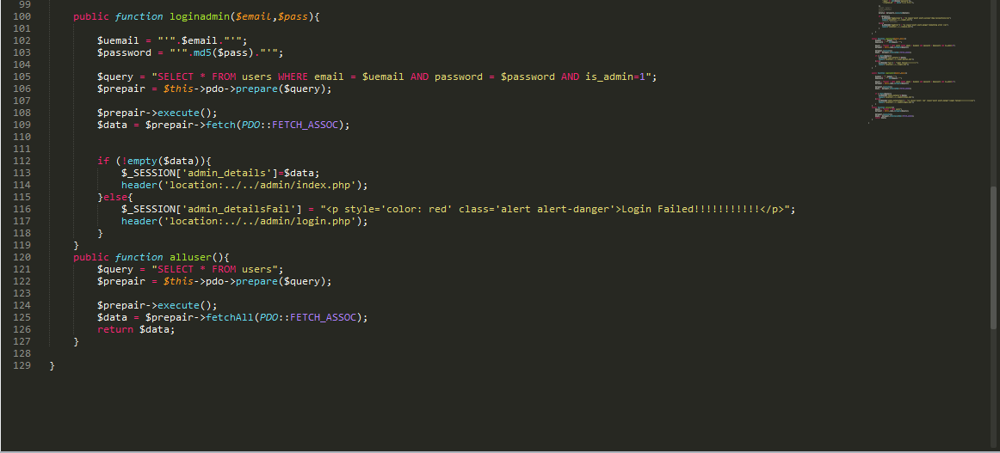 99
100 public function loginadmin($email,$pass){
101
102 $uemail = "'".$email."'";
103 $password = "'".md5($pass)."'";
104
105 $query = "SELECT * FROM users WHERE email = $uemail AND password = $password AND is_admin=1";
106 $prepair = $this->pdo->prepare($query);
107
108 $prepair->execute();
109 $data = $prepair->fetch(PDO::FETCH_ASSOC);
110
111
112 if (!empty($data)){
113 $_SESSION['admin_details']=$data;
114 header('location:../../admin/index.php');
115 }else{
116 $_SESSION['admin_detailsFail'] = "<p style='color: red' class='alert alert-danger'>Login Failed!!!!!!!!!!!</p>";
117 header('location:../../admin/login.php');
118 }
119 }
120 public function alluser(){
121 $query = "SELECT * FROM users";
122 $prepair = $this->pdo->prepare($query);
123
124 $prepair->execute();
125 $data = $prepair->fetchAll(PDO::FETCH_ASSOC);
126 return $data;
127 }
128
129 }